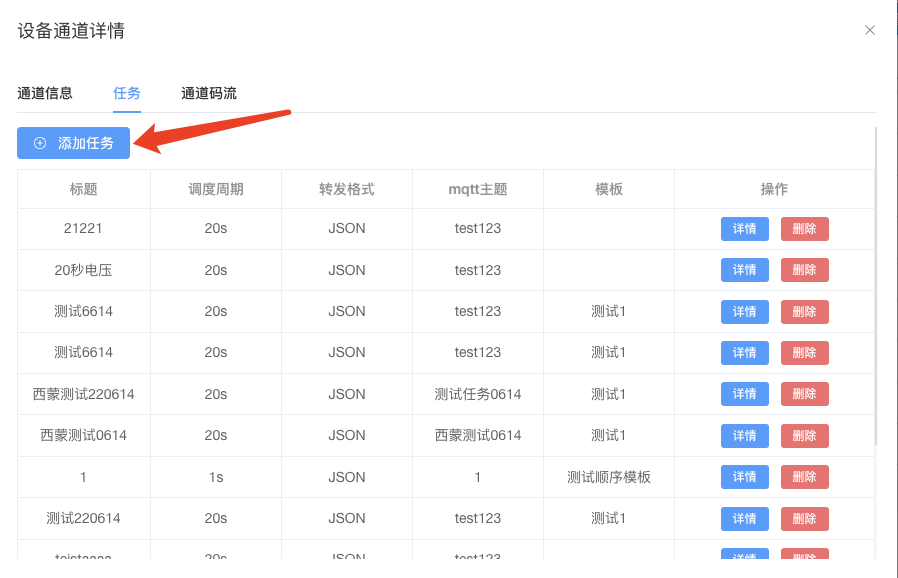 设备通道详情
通道信息 任务 通道码流
添加任务
标题 调度周期 转发格式 mqtt主题 模板 操作
21221 20s JSON test123 详情 删除
20秒电压 20s JSON test123 详情 删除
测试6614 20s JSON test123 测试1 详情 删除
测试6614 20s JSON test123 测试1 详情 删除
西蒙测试220614 20s JSON 测试任务0614 测试1 详情 删除
西蒙测试0614 20s JSON 西蒙测试0614 测试1 详情 删除
1 1s JSON 1 测试顺序模板 详情 删除
测试220614 20s JSON test123 测试1 详情 删除
20s JSON test123 详情 删除